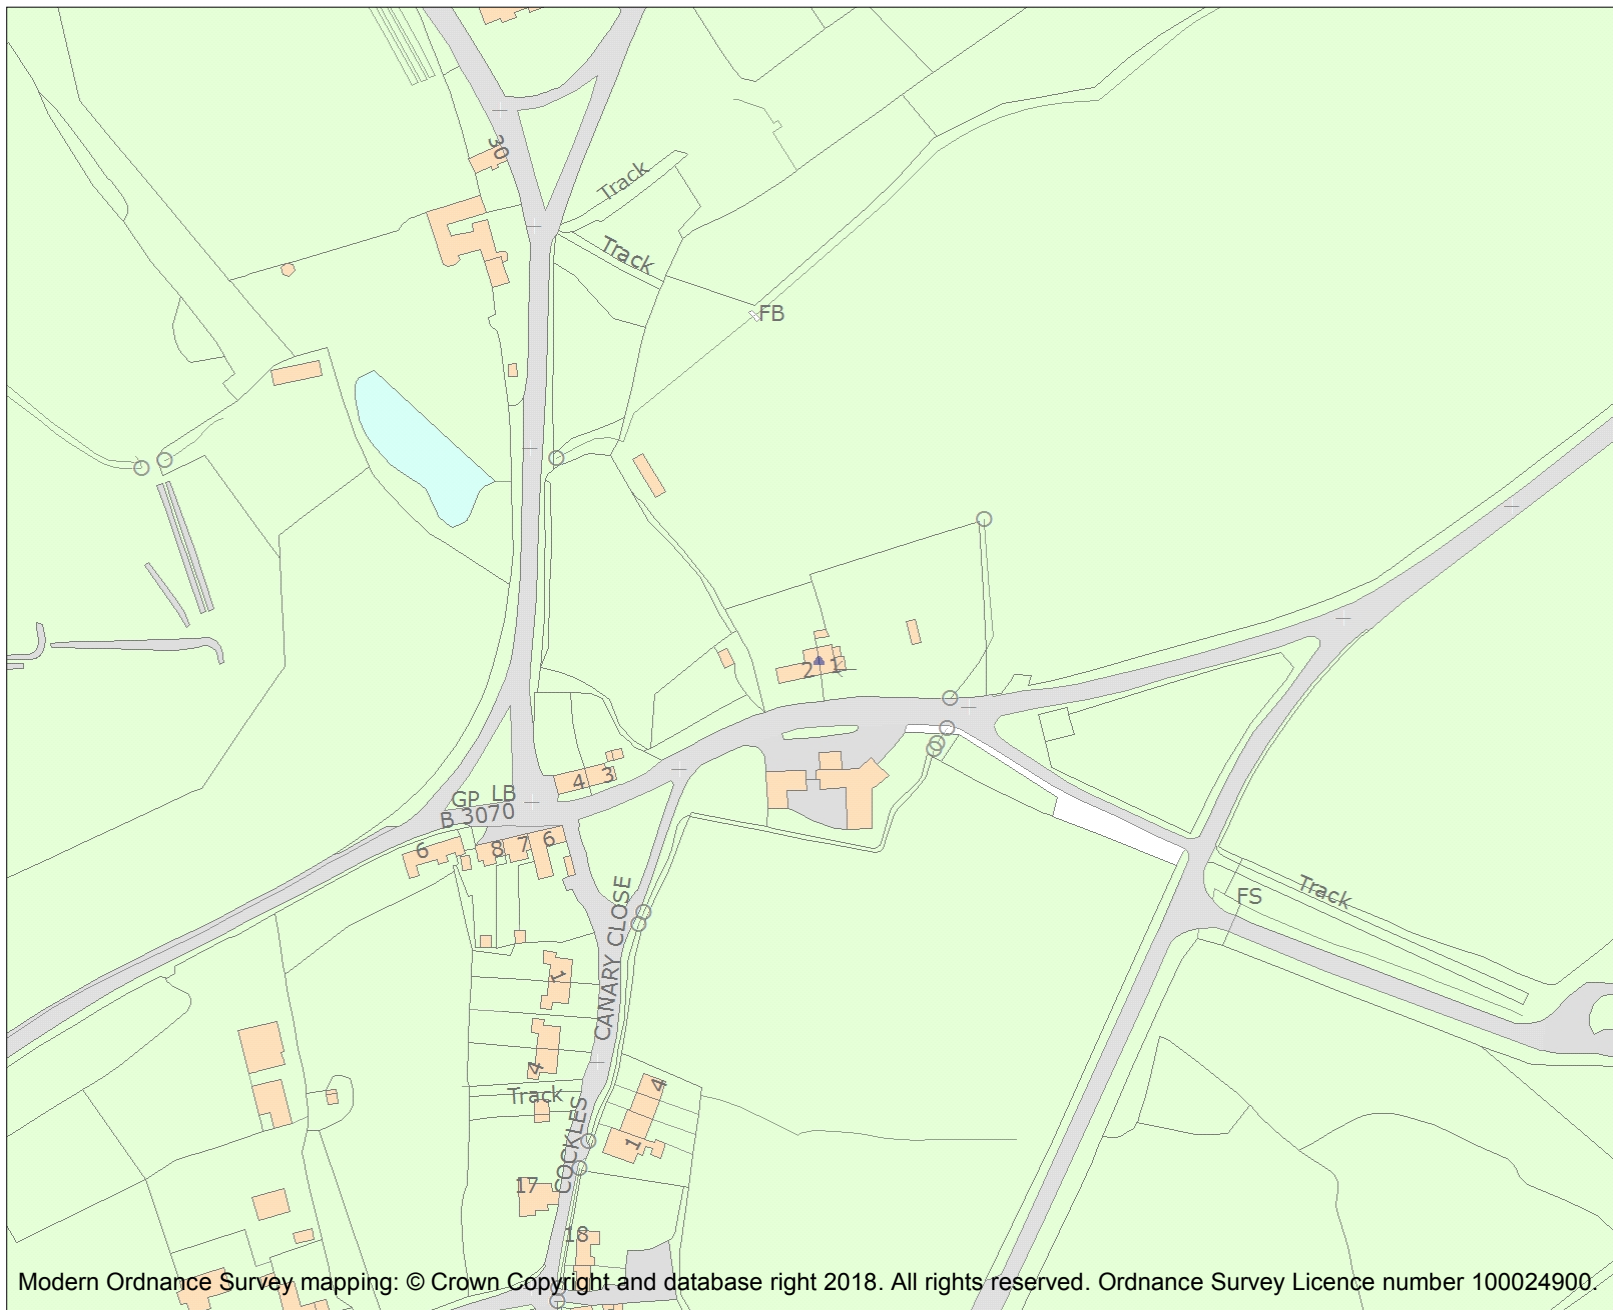 30
Track
Track
FB
2 1
4 3
GP LB
B 3070
6
8 7 6
CANARY CLOSE
FS
Track
1
4
Track
4
1
COCKLES
17
18
Modern Ordnance Survey mapping: © Crown Copyright and database right 2018. All rights reserved. Ordnance Survey Licence number 100024900.